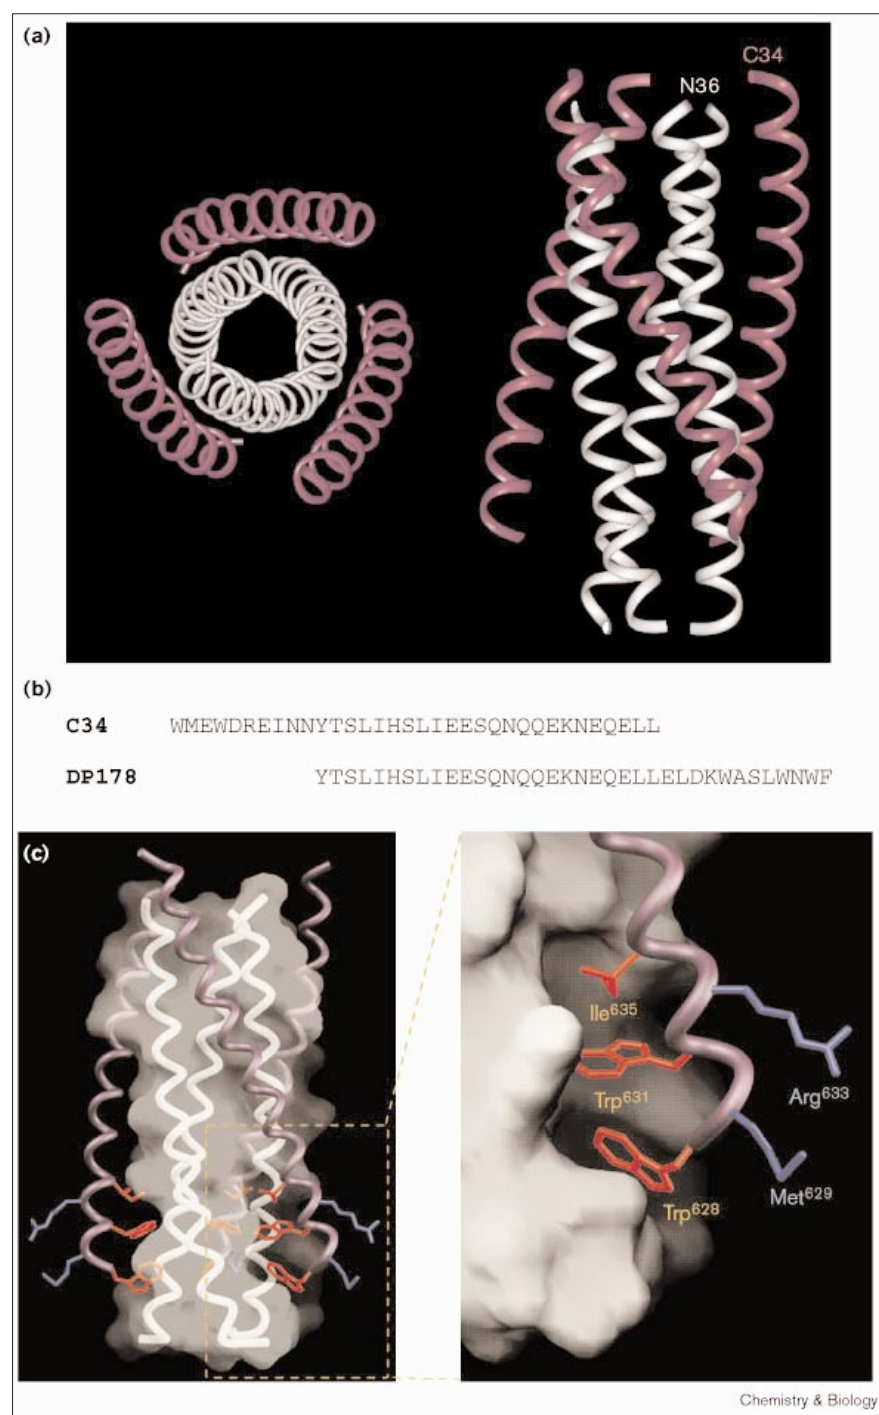 (a)
C34
N36
(b)
C34 WMEWDREINNYTSLIHSLIEESQNQQEKNEQELL
DP178 YTSLIHSLIEESQNQQEKNEQELLELDKWASLWNWF
(c)
Ile635
Trp631
Arg633
Trp628
Met629
Chemistry & Biology